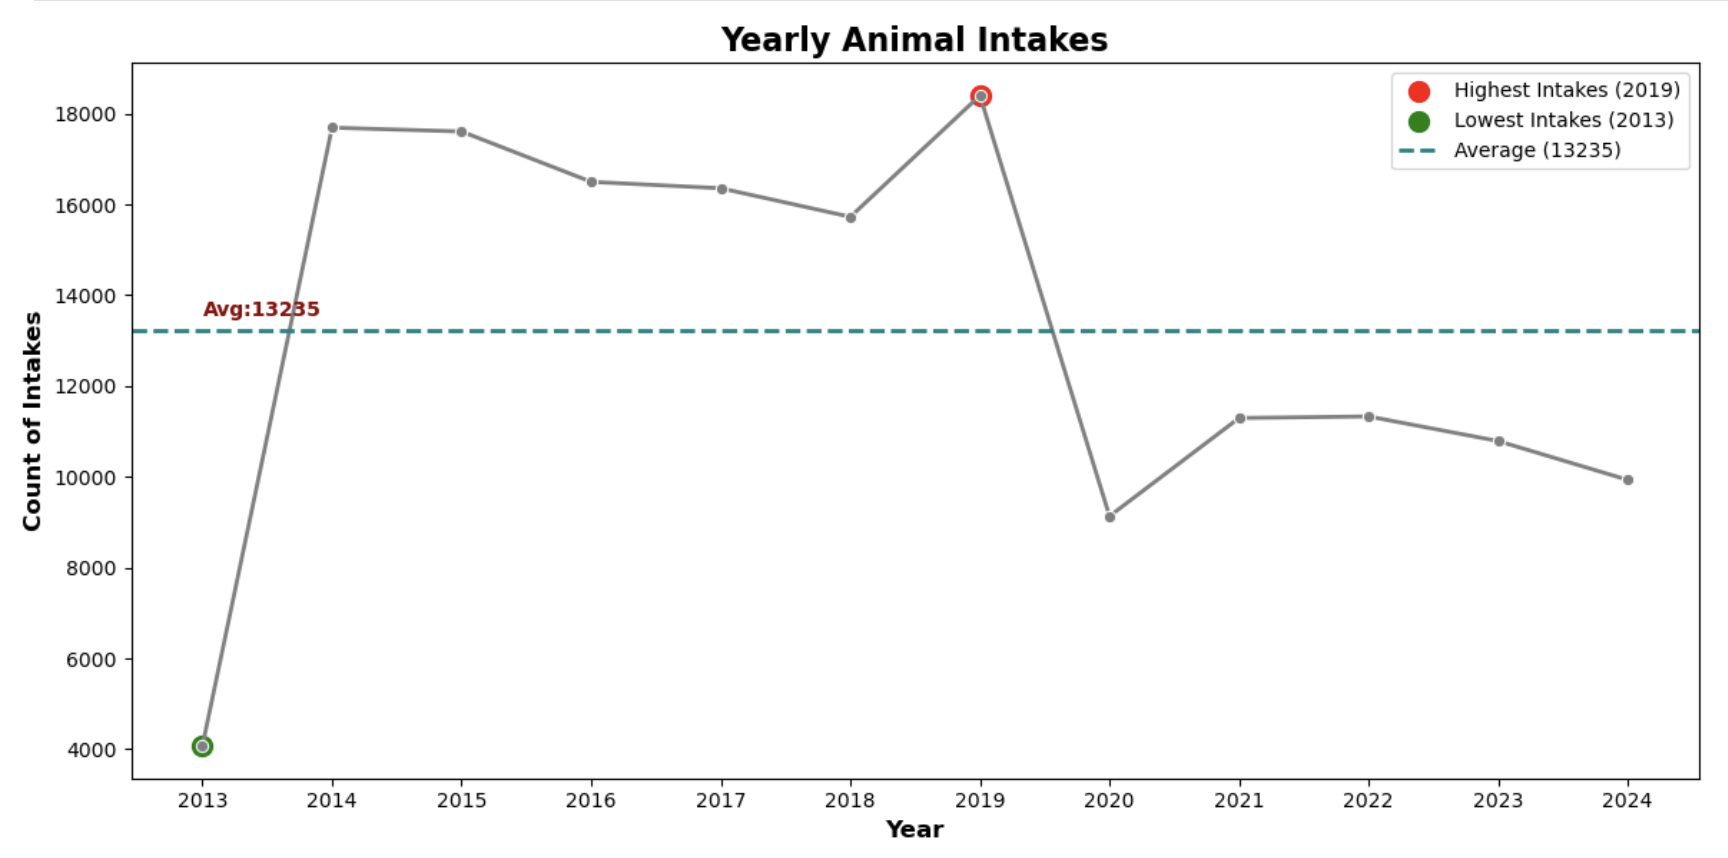 Yearly Animal Intakes
Highest Intakes (2019)
Lowest Intakes (2013)
Average (13235)
18000
16000
14000
Avg:13235
12000
10000
8000
6000
4000
Count of Intakes
2013 2014 2015 2016 2017 2018 2019 2020 2021 2022 2023 2024
Year